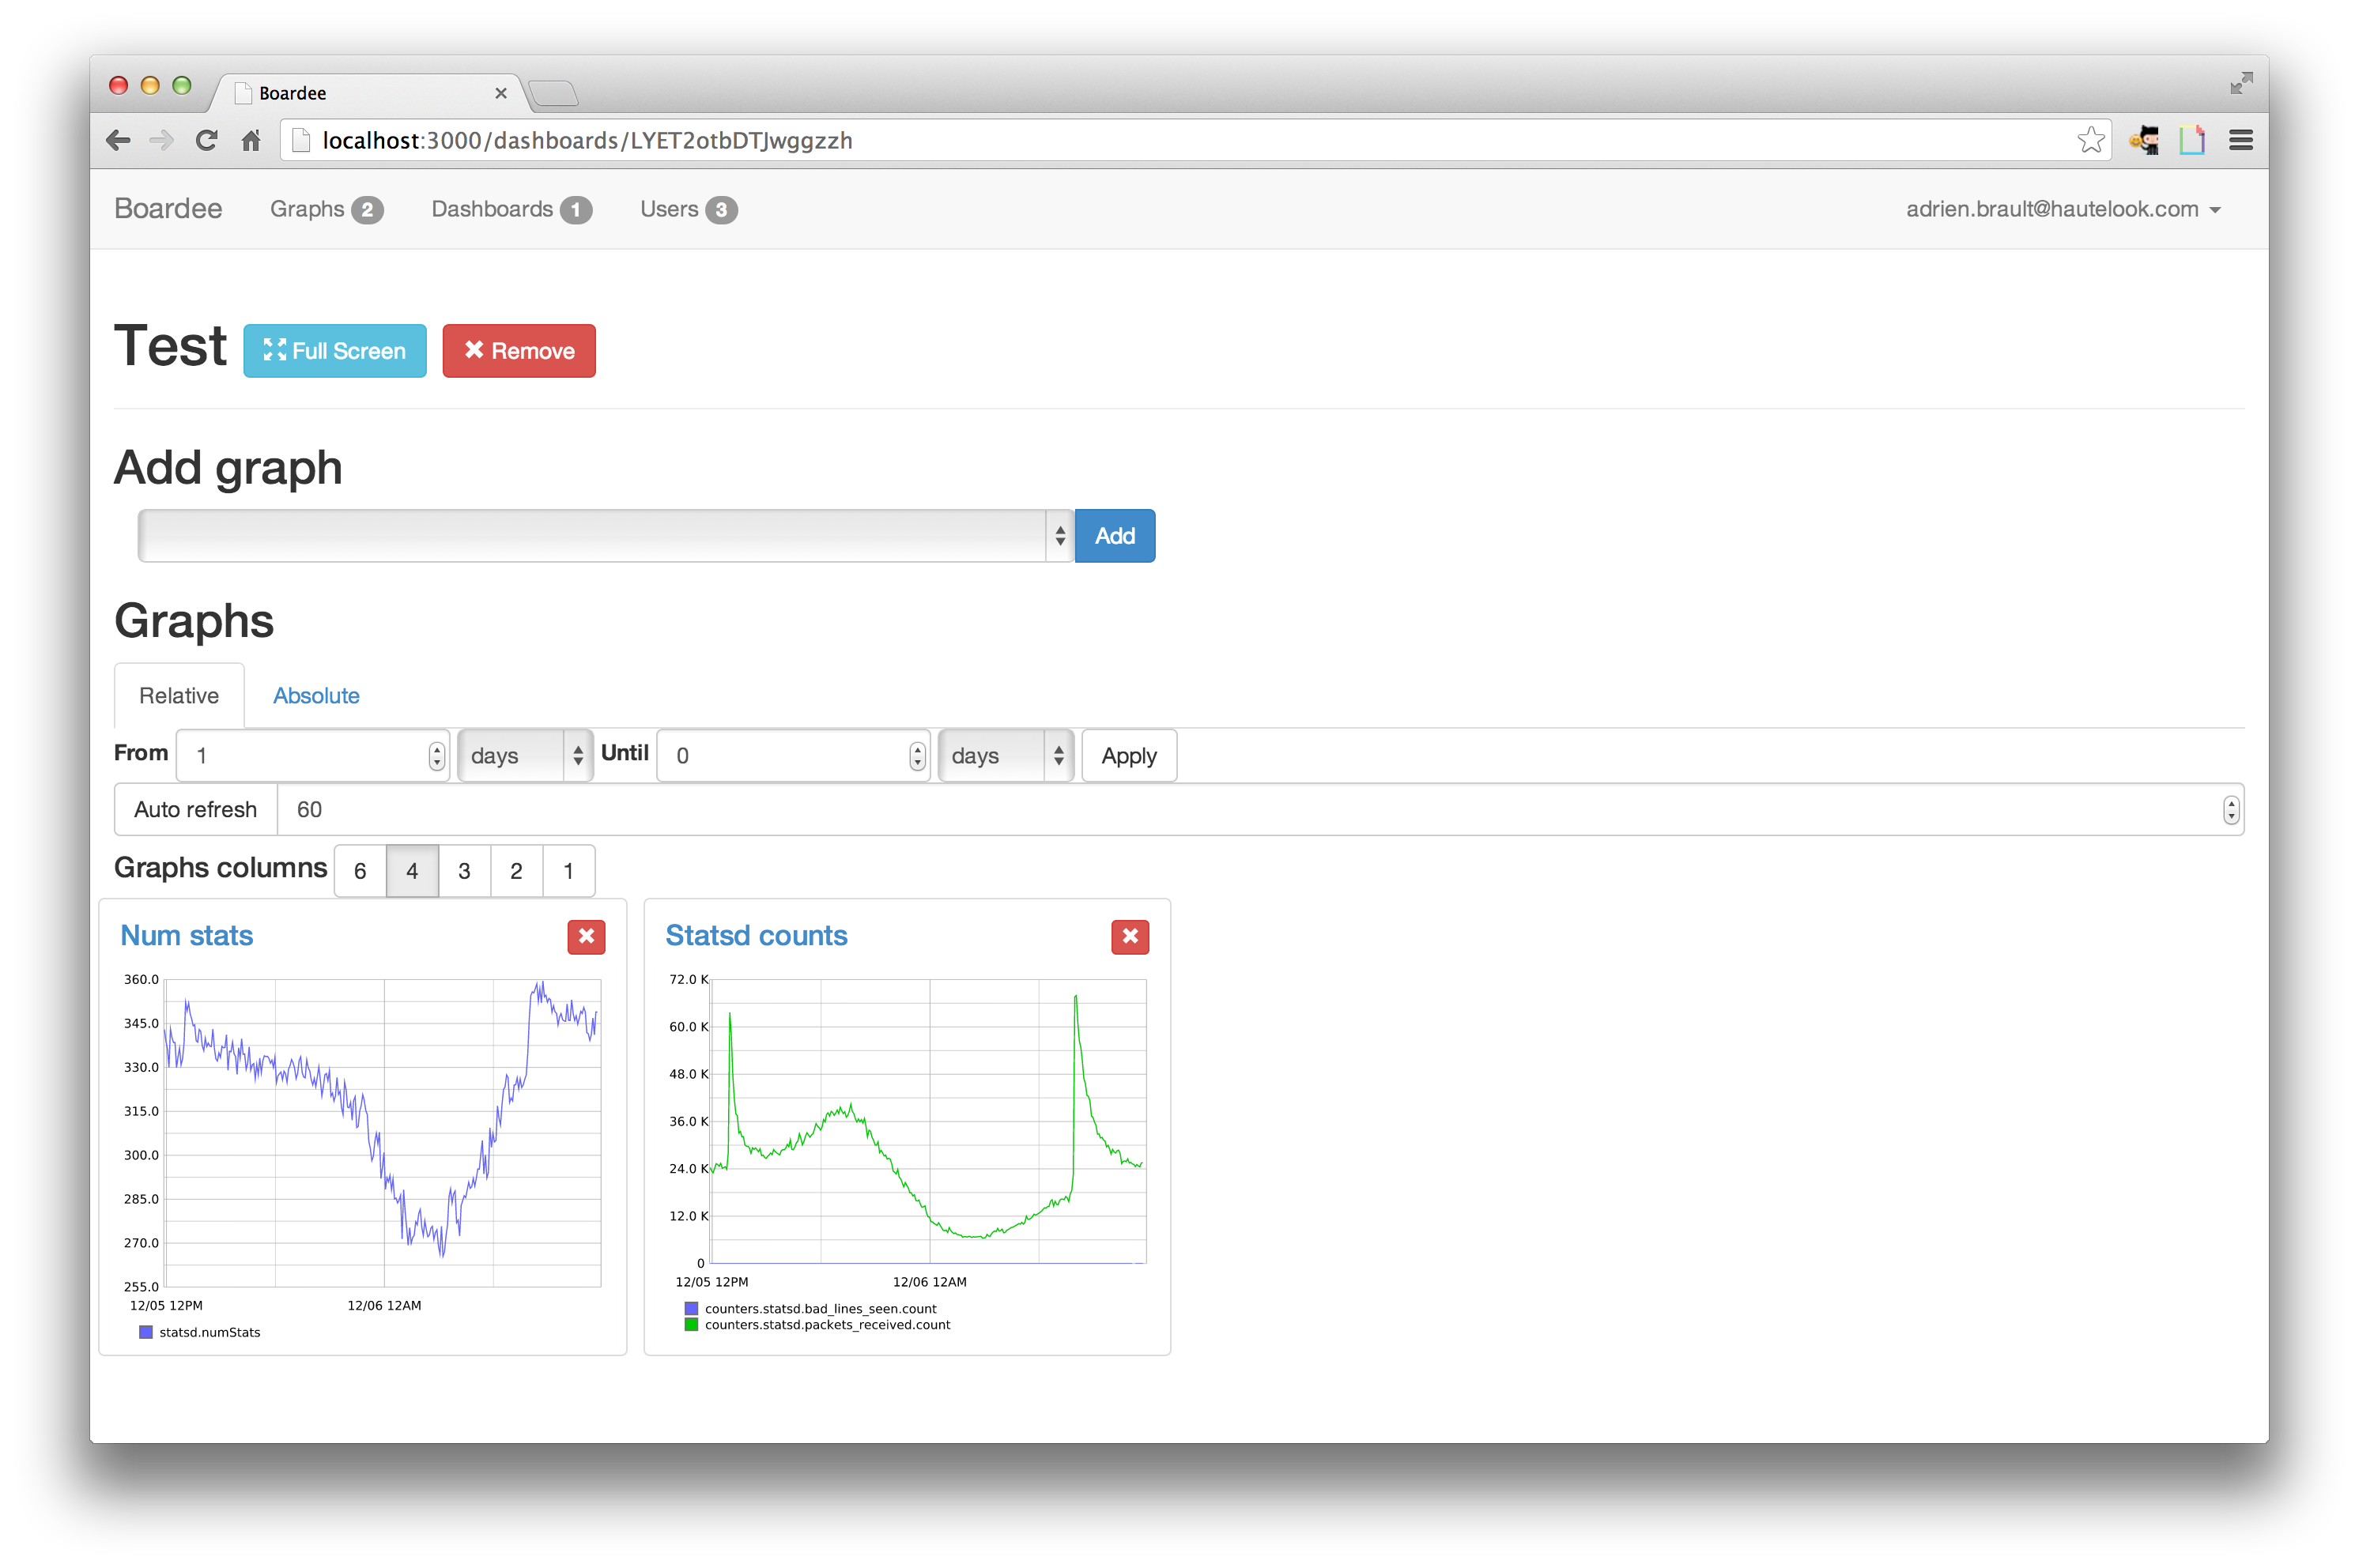 Boardee
localhost:3000/dashboards/LYET2otbDTJwggzzh
Boardee Graphs 2 Dashboards 1 Users 3 adrien.brault@hautelook.com
Test Full Screen Remove
Add graph
Add
Graphs
Relative Absolute
From 1 days Until 0 days Apply
Auto refresh 60
Graphs columns 6 4 3 2 1
Num stats
360.0
345.0
330.0
315.0
300.0
285.0
270.0
255.0
12/05 12PM 12/06 12AM
statsd.numStats
Statsd counts
72.0 K
60.0 K
48.0 K
36.0 K
24.0 K
12.0 K
0
12/05 12PM 12/06 12AM
counters.statsd.bad_lines_seen.count
counters.statsd.packets_received.count